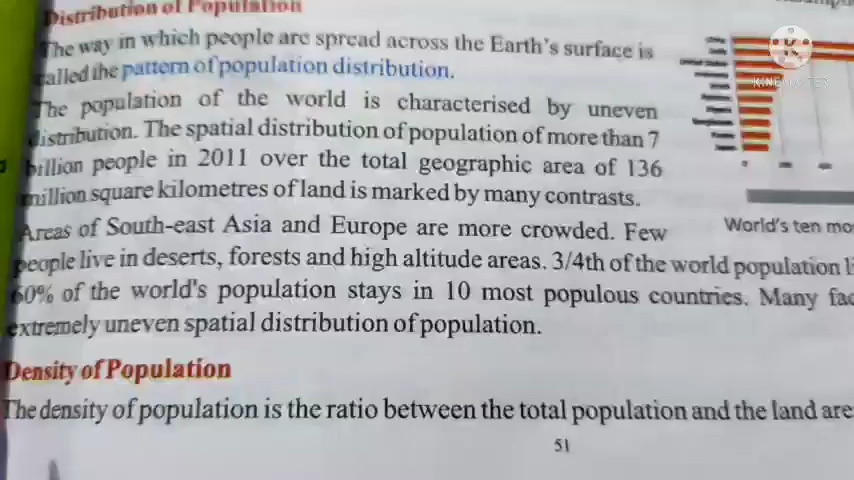 Distribution of Population
The way in which people are spread across the Earth's surface is
called the pattern of population distribution.
The population of the world is characterised by uneven
distribution. The spatial distribution of population of more than 7
billion people in 2011 over the total geographic area of 136
million square kilometres of land is marked by many contrasts.
Areas of South-east Asia and Europe are more crowded. Few
people live in deserts, forests and high altitude areas. 3/4th of the world population
60% of the world's population stays in 10 most populous countries. Many
extremely uneven spatial distribution of population.
Density of Population
The density of population is the ratio between the total population and the land
51
KINEMASTER
World's ten